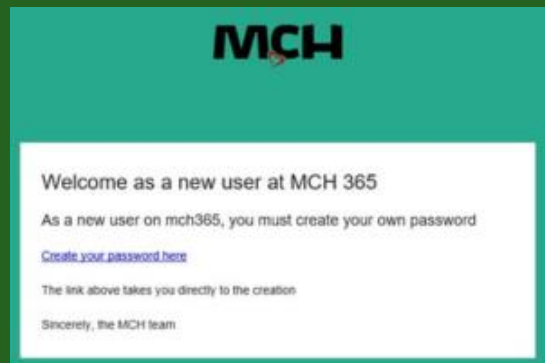 MCH
Welcome as a new user at MCH 365
As a new user on mch365, you must create your own password
Create your password here
The link above takes you directly to the creation
Sincerely, the MCH team